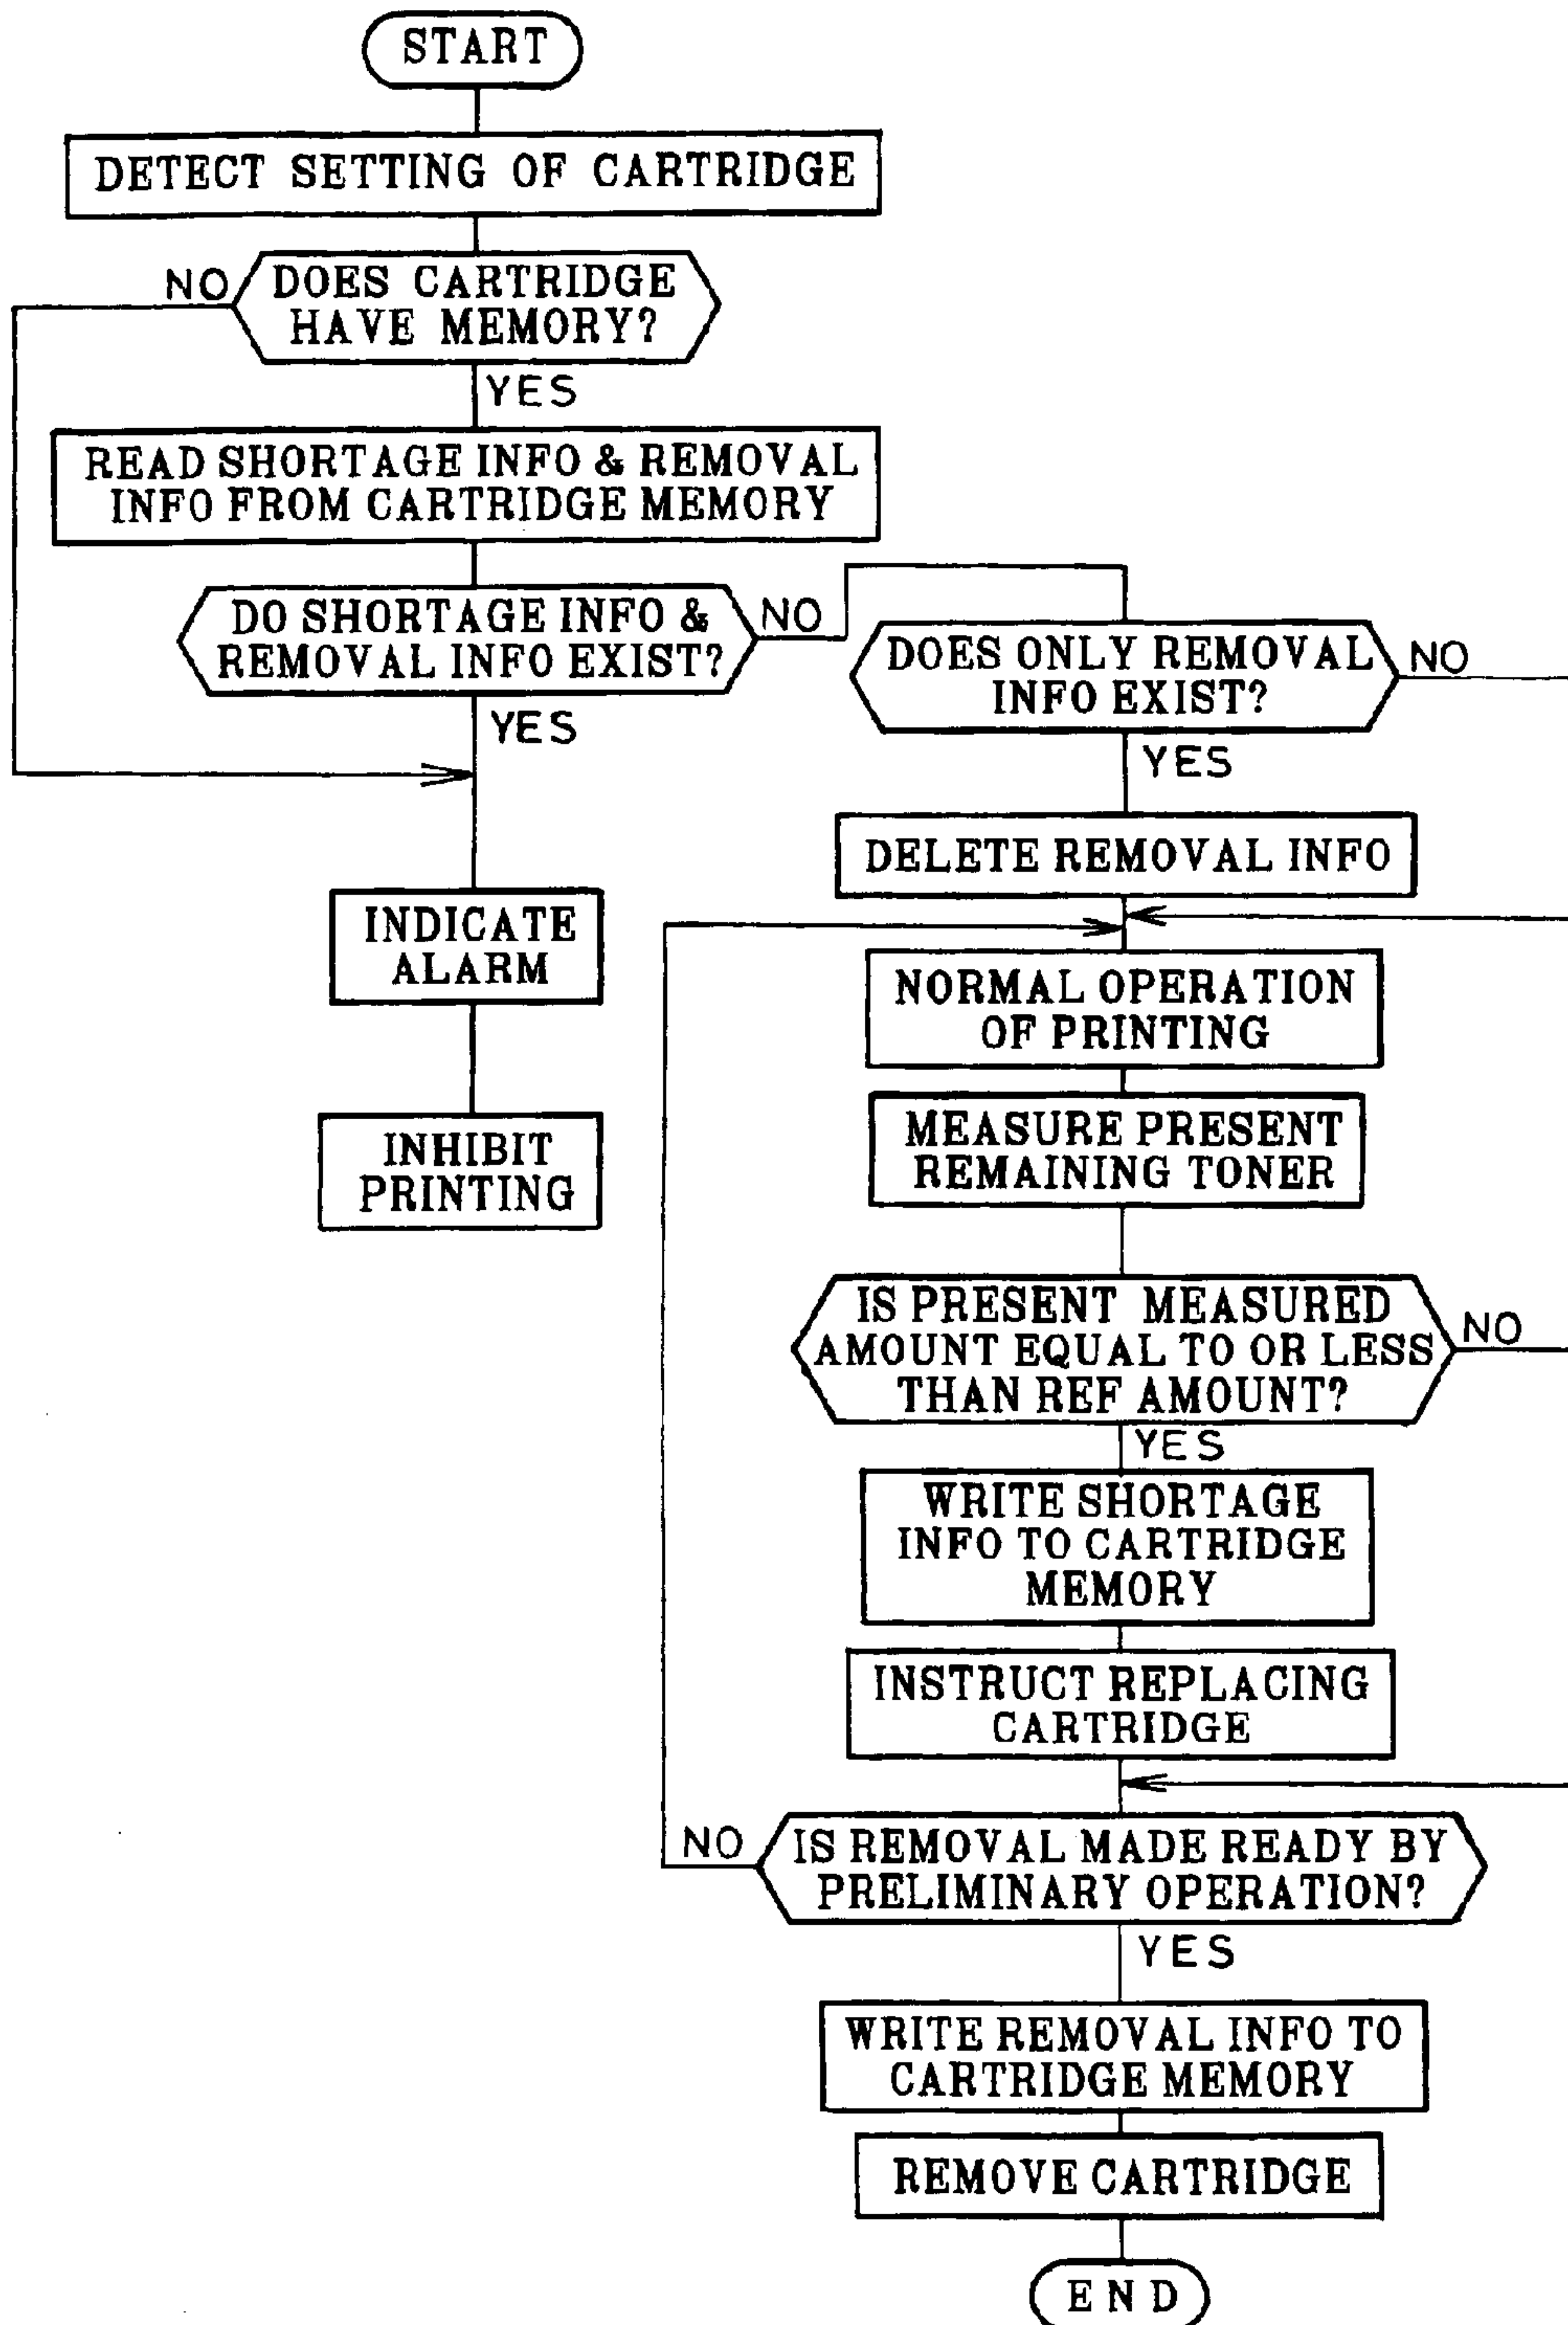 START
DETECT SETTING OF CARTRIDGE
NO
DOES CARTRIDGE
HAVE MEMORY?
YES
READ SHORTAGE INFO & REMOVAL
INFO FROM CARTRIDGE MEMORY
DO SHORTAGE INFO &
REMOVAL INFO EXIST?
NO
YES
INDICATE
ALARM
INHIBIT
PRINTING
DOES ONLY REMOVAL
INFO EXIST?
NO
YES
DELETE REMOVAL INFO
NORMAL OPERATION
OF PRINTING
MEASURE PRESENT
REMAINING TONER
IS PRESENT MEASURED
AMOUNT EQUAL TO OR LESS
THAN REF AMOUNT?
NO
YES
WRITE SHORTAGE
INFO TO CARTRIDGE
MEMORY
INSTRUCT REPLACING
CARTRIDGE
NO
IS REMOVAL MADE READY BY
PRELIMINARY OPERATION?
YES
WRITE REMOVAL INFO TO
CARTRIDGE MEMORY
REMOVE CARTRIDGE
END